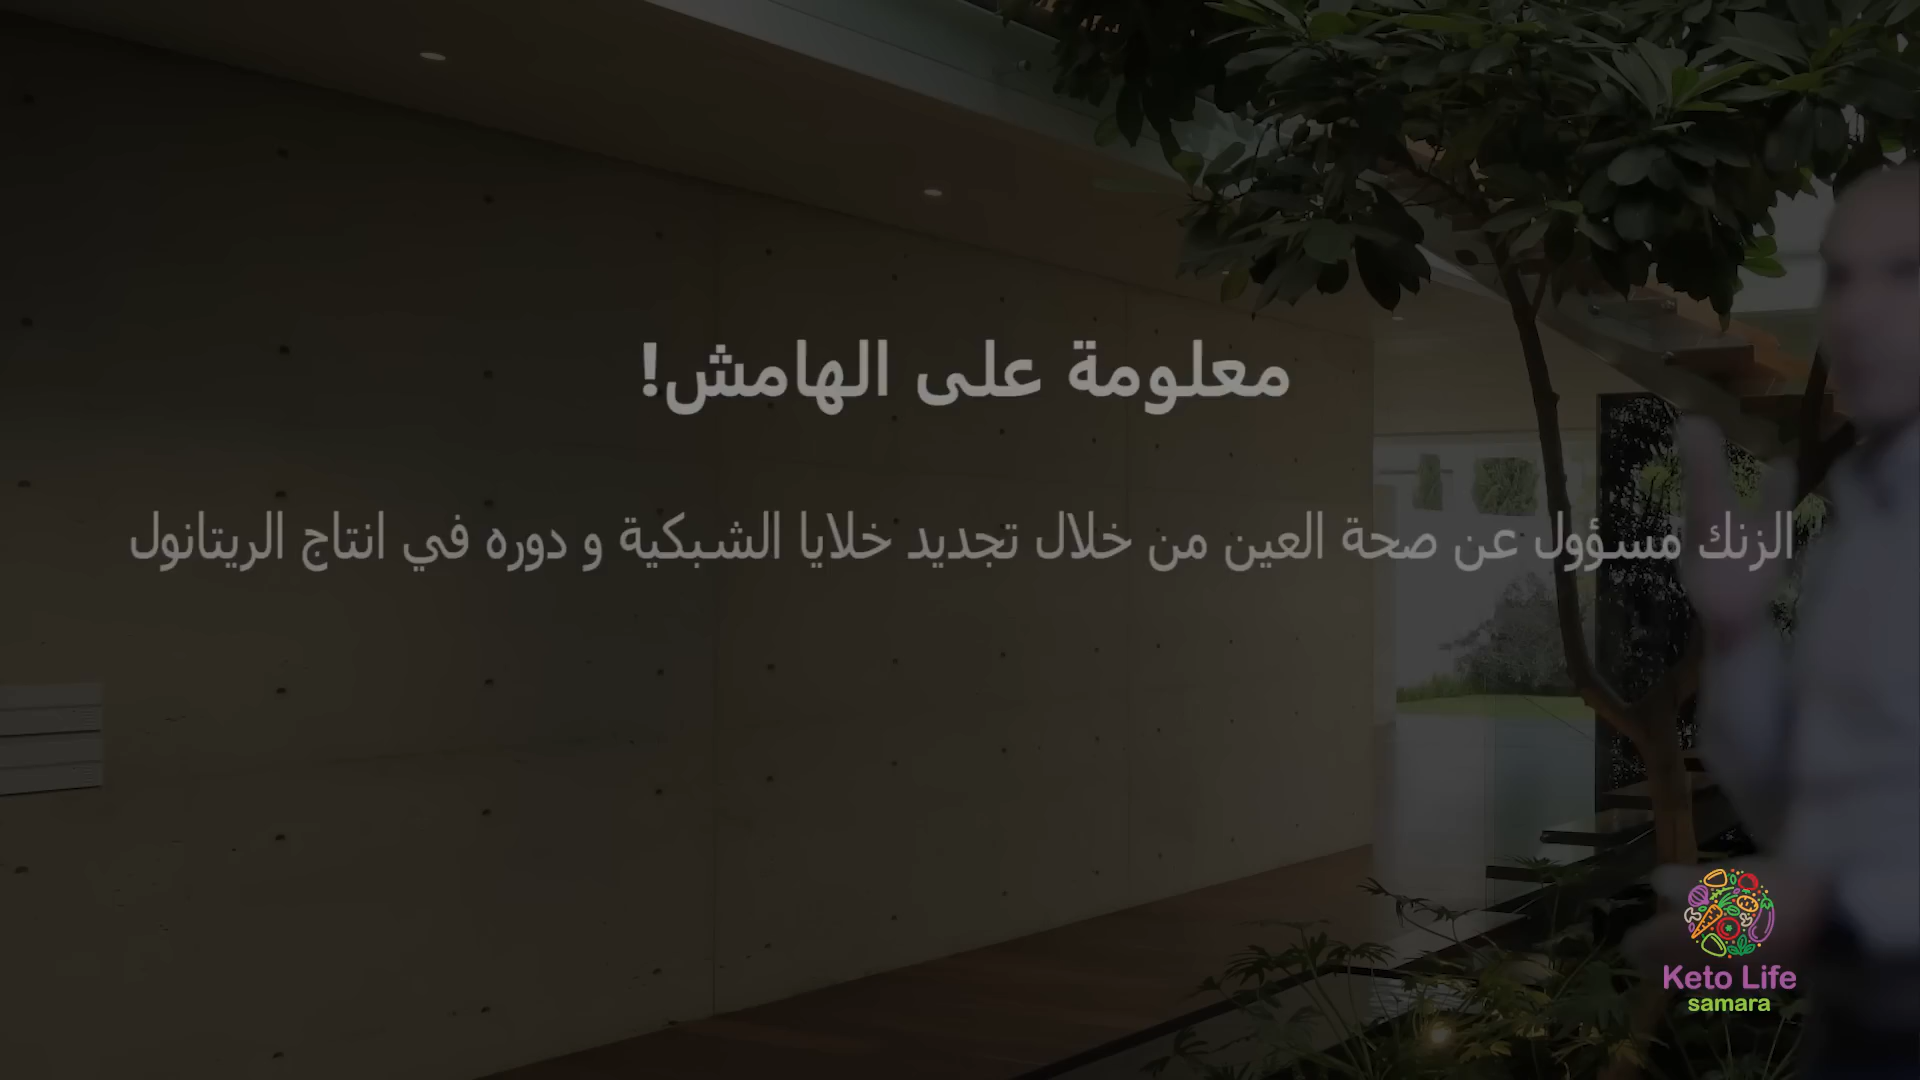 معلومة على الهامش!
الزنك مسؤول عن صحة العين من خلال تجديد خلايا الشبكية و دوره في انتاج الريتانول
Keto Life
samara